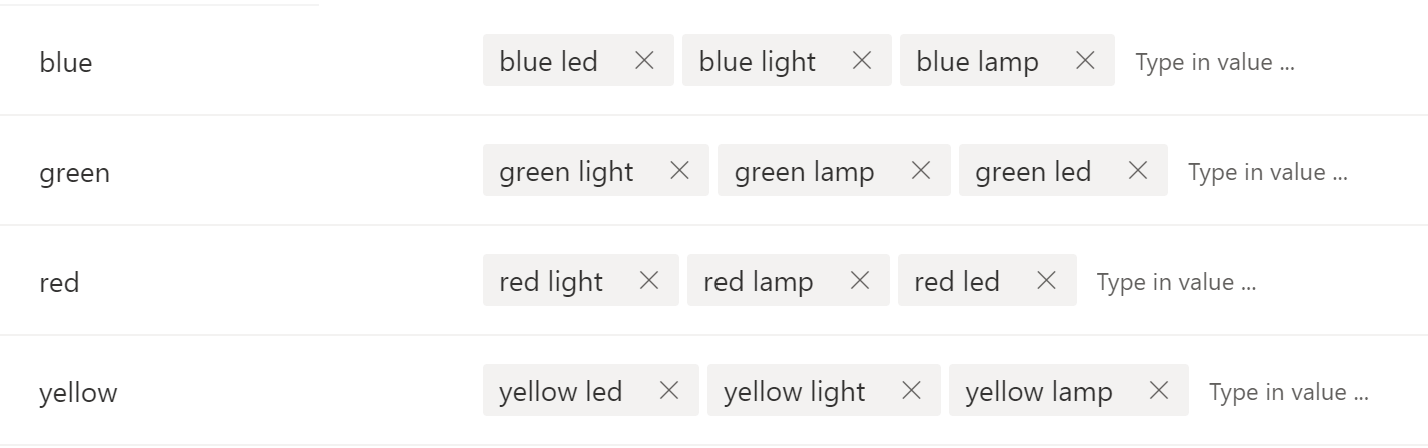 blue blue led blue light blue lamp Type in value ...
green green light green lamp green led Type in value ...
red red light red lamp red led Type in value ...
yellow yellow led yellow light yellow lamp Type in value ...